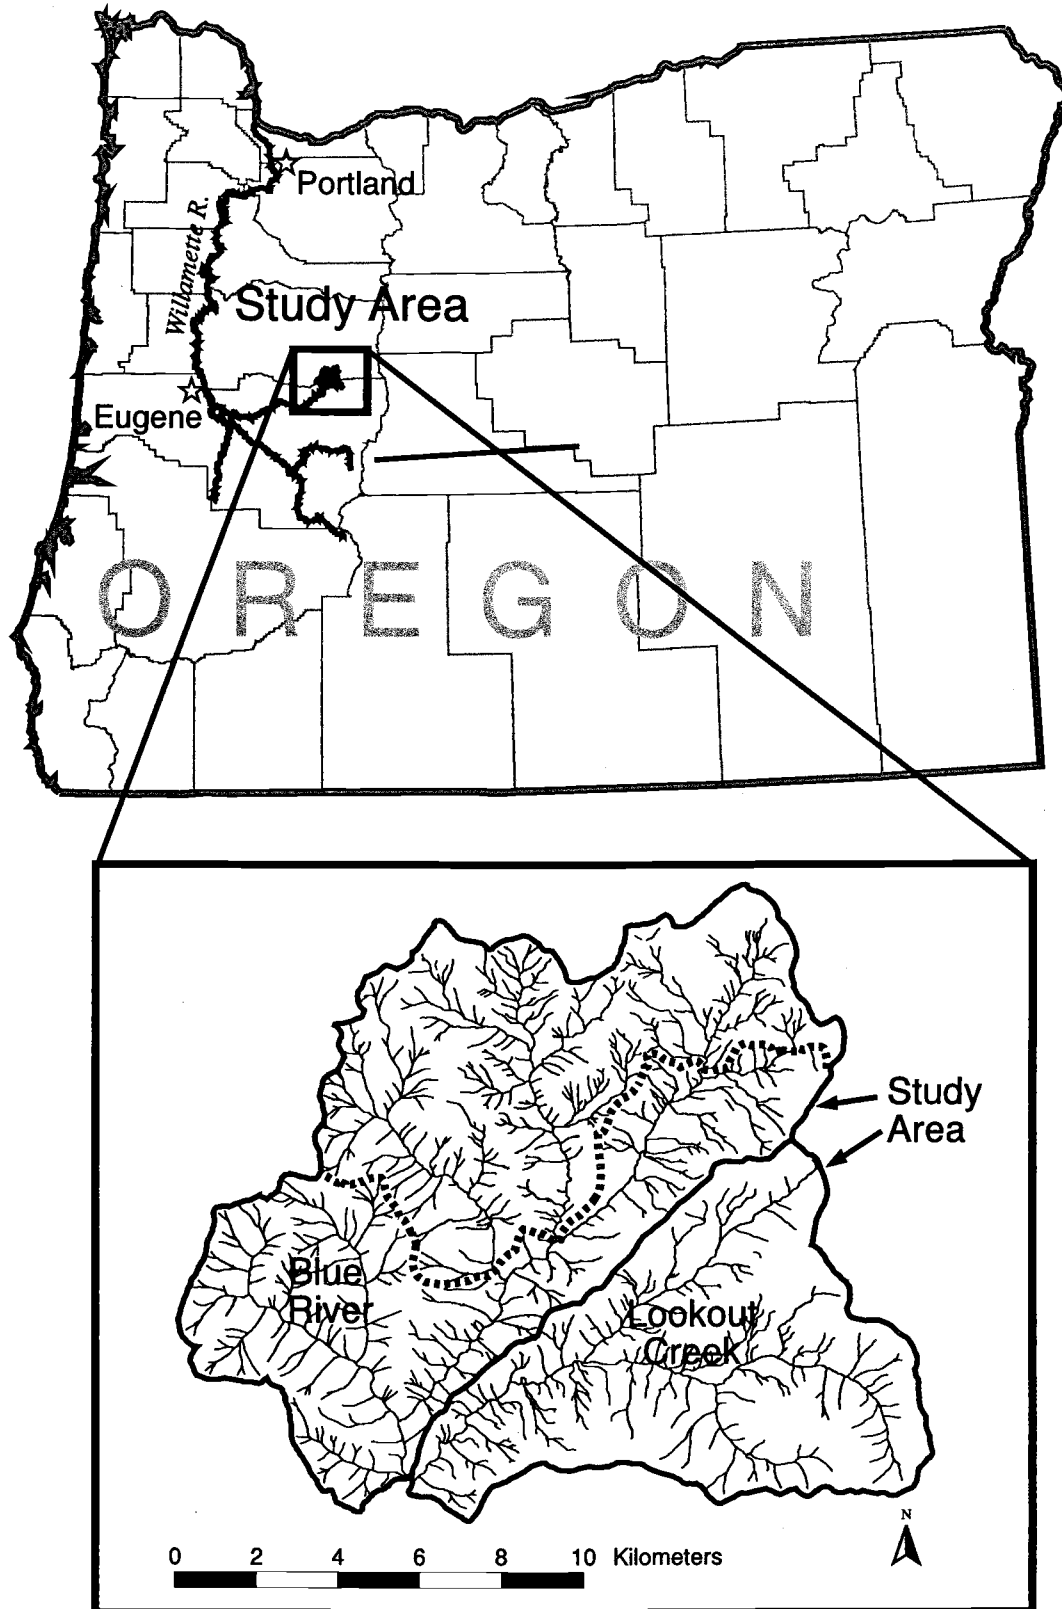 Portland
Willamette R.
Study Area
Eugene
OREGON
Study
Area
Blue
River
Lookout
Creek
N
0 2 4 6 8 10 Kilometers